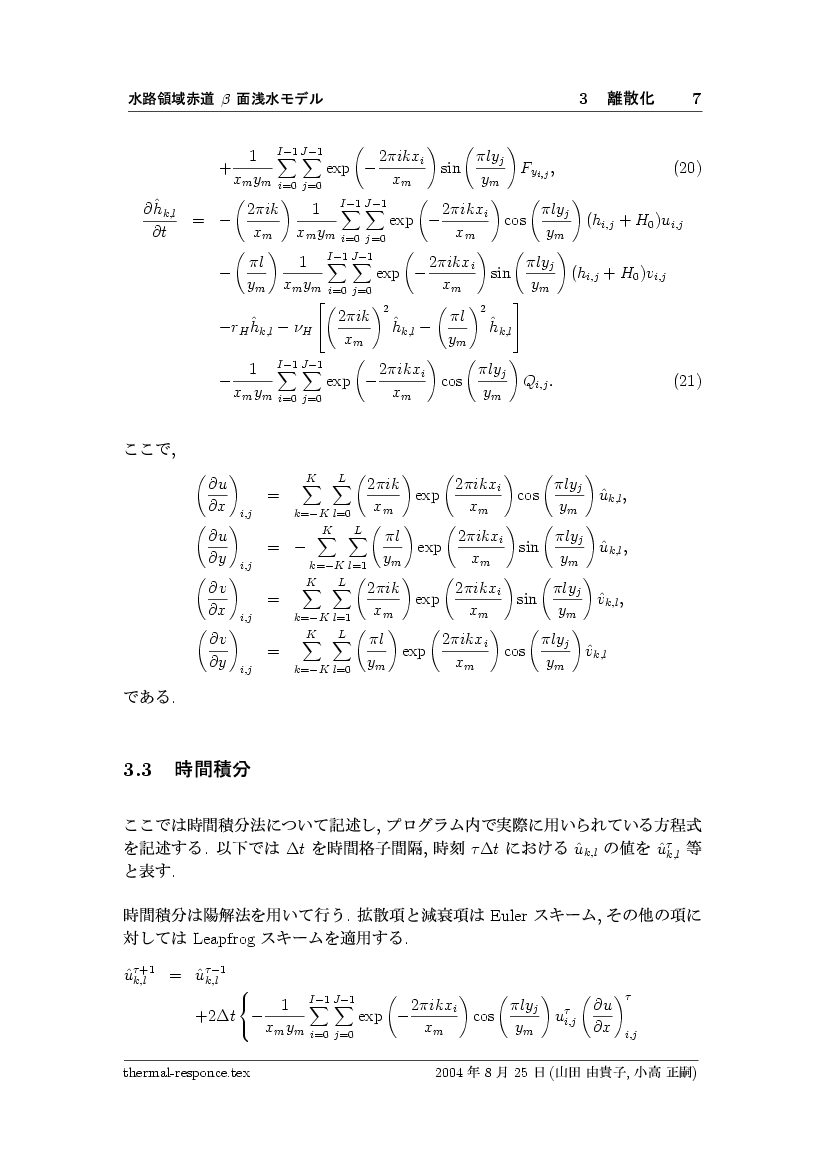 水路領域赤道 β 面浅水モデル 3 離散化 7
+\frac{1}{x_m y_m} \sum_{i=0}^{I-1} \sum_{j=0}^{J-1} \exp\left(-\frac{2\pi ikx_i}{x_m}\right) \sin\left(\frac{\pi ly_j}{y_m}\right) F_{y_{i,j}}, (20)
\frac{\partial \hat{h}_{k,l}}{\partial t} = -\left(\frac{2\pi ik}{x_m}\right) \frac{1}{x_m y_m} \sum_{i=0}^{I-1} \sum_{j=0}^{J-1} \exp\left(-\frac{2\pi ikx_i}{x_m}\right) \cos\left(\frac{\pi ly_j}{y_m}\right) (h_{i,j} + H_0)u_{i,j}
-\left(\frac{\pi l}{y_m}\right) \frac{1}{x_m y_m} \sum_{i=0}^{I-1} \sum_{j=0}^{J-1} \exp\left(-\frac{2\pi ikx_i}{x_m}\right) \sin\left(\frac{\pi ly_j}{y_m}\right) (h_{i,j} + H_0)v_{i,j}
-r_H \hat{h}_{k,l} - \nu_H \left[\left(\frac{2\pi ik}{x_m}\right)^2 \hat{h}_{k,l} - \left(\frac{\pi l}{y_m}\right)^2 \hat{h}_{k,l}\right]
-\frac{1}{x_m y_m} \sum_{i=0}^{I-1} \sum_{j=0}^{J-1} \exp\left(-\frac{2\pi ikx_i}{x_m}\right) \cos\left(\frac{\pi ly_j}{y_m}\right) Q_{i,j}. (21)
ここで,
\left(\frac{\partial u}{\partial x}\right)_{i,j} = \sum_{k=-K}^{K} \sum_{l=0}^{L} \left(\frac{2\pi ik}{x_m}\right) \exp\left(\frac{2\pi ikx_i}{x_m}\right) \cos\left(\frac{\pi ly_j}{y_m}\right) \hat{u}_{k,l},
\left(\frac{\partial u}{\partial y}\right)_{i,j} = -\sum_{k=-K}^{K} \sum_{l=1}^{L} \left(\frac{\pi l}{y_m}\right) \exp\left(\frac{2\pi ikx_i}{x_m}\right) \sin\left(\frac{\pi ly_j}{y_m}\right) \hat{u}_{k,l},
\left(\frac{\partial v}{\partial x}\right)_{i,j} = \sum_{k=-K}^{K} \sum_{l=1}^{L} \left(\frac{2\pi ik}{x_m}\right) \exp\left(\frac{2\pi ikx_i}{x_m}\right) \sin\left(\frac{\pi ly_j}{y_m}\right) \hat{v}_{k,l},
\left(\frac{\partial v}{\partial y}\right)_{i,j} = \sum_{k=-K}^{K} \sum_{l=0}^{L} \left(\frac{\pi l}{y_m}\right) \exp\left(\frac{2\pi ikx_i}{x_m}\right) \cos\left(\frac{\pi ly_j}{y_m}\right) \hat{v}_{k,l}
である.
3.3 時間積分
ここでは時間積分法について記述し, プログラム内で実際に用いられている方程式
を記述する. 以下では Δt を時間格子間隔, 時刻 τΔt における \hat{u}_{k,l} の値を \hat{u}^{\tau}_{k,l} 等
と表す.
時間積分は陽解法を用いて行う. 拡散項と減衰項は Euler スキーム, その他の項に
対しては Leapfrog スキームを適用する.
\hat{u}^{\tau+1}_{k,l} = \hat{u}^{\tau-1}_{k,l}
+2\Delta t \left\{-\frac{1}{x_m y_m} \sum_{i=0}^{I-1} \sum_{j=0}^{J-1} \exp\left(-\frac{2\pi ikx_i}{x_m}\right) \cos\left(\frac{\pi ly_j}{y_m}\right) u^{\tau}_{i,j} \left(\frac{\partial u}{\partial x}\right)^{\tau}_{i,j}
thermal-responce.tex 2004 年 8 月 25 日 (山田 由貴子, 小高 正嗣)